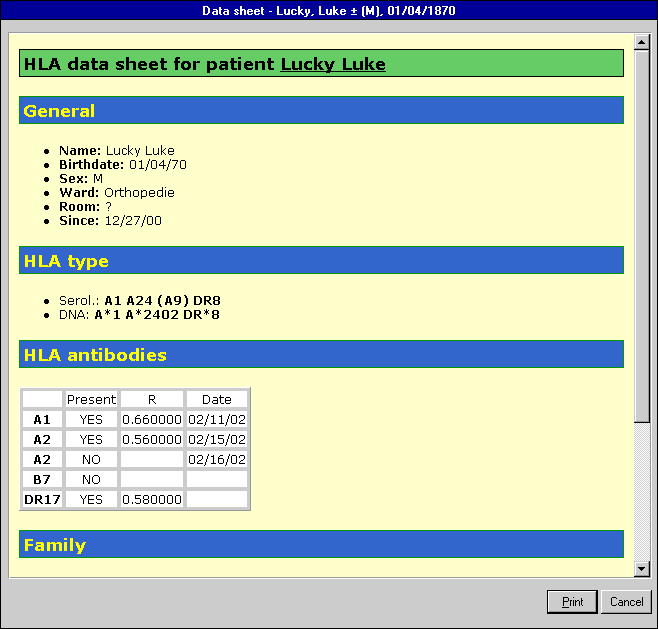 Data sheet - Lucky, Luke ± (M), 01/04/1870
HLA data sheet for patient Lucky Luke
General
Name: Lucky Luke
Birthdate: 01/04/70
Sex: M
Ward: Orthopedie
Room: ?
Since: 12/27/00
HLA type
Serol.: A1 A24 (A9) DR8
DNA: A*1 A*2402 DR*8
HLA antibodies
Present R Date
A1 YES 0.660000 02/11/02
A2 YES 0.560000 02/15/02
A2 NO 02/16/02
B7 NO
DR17 YES 0.580000
Family
Print Cancel